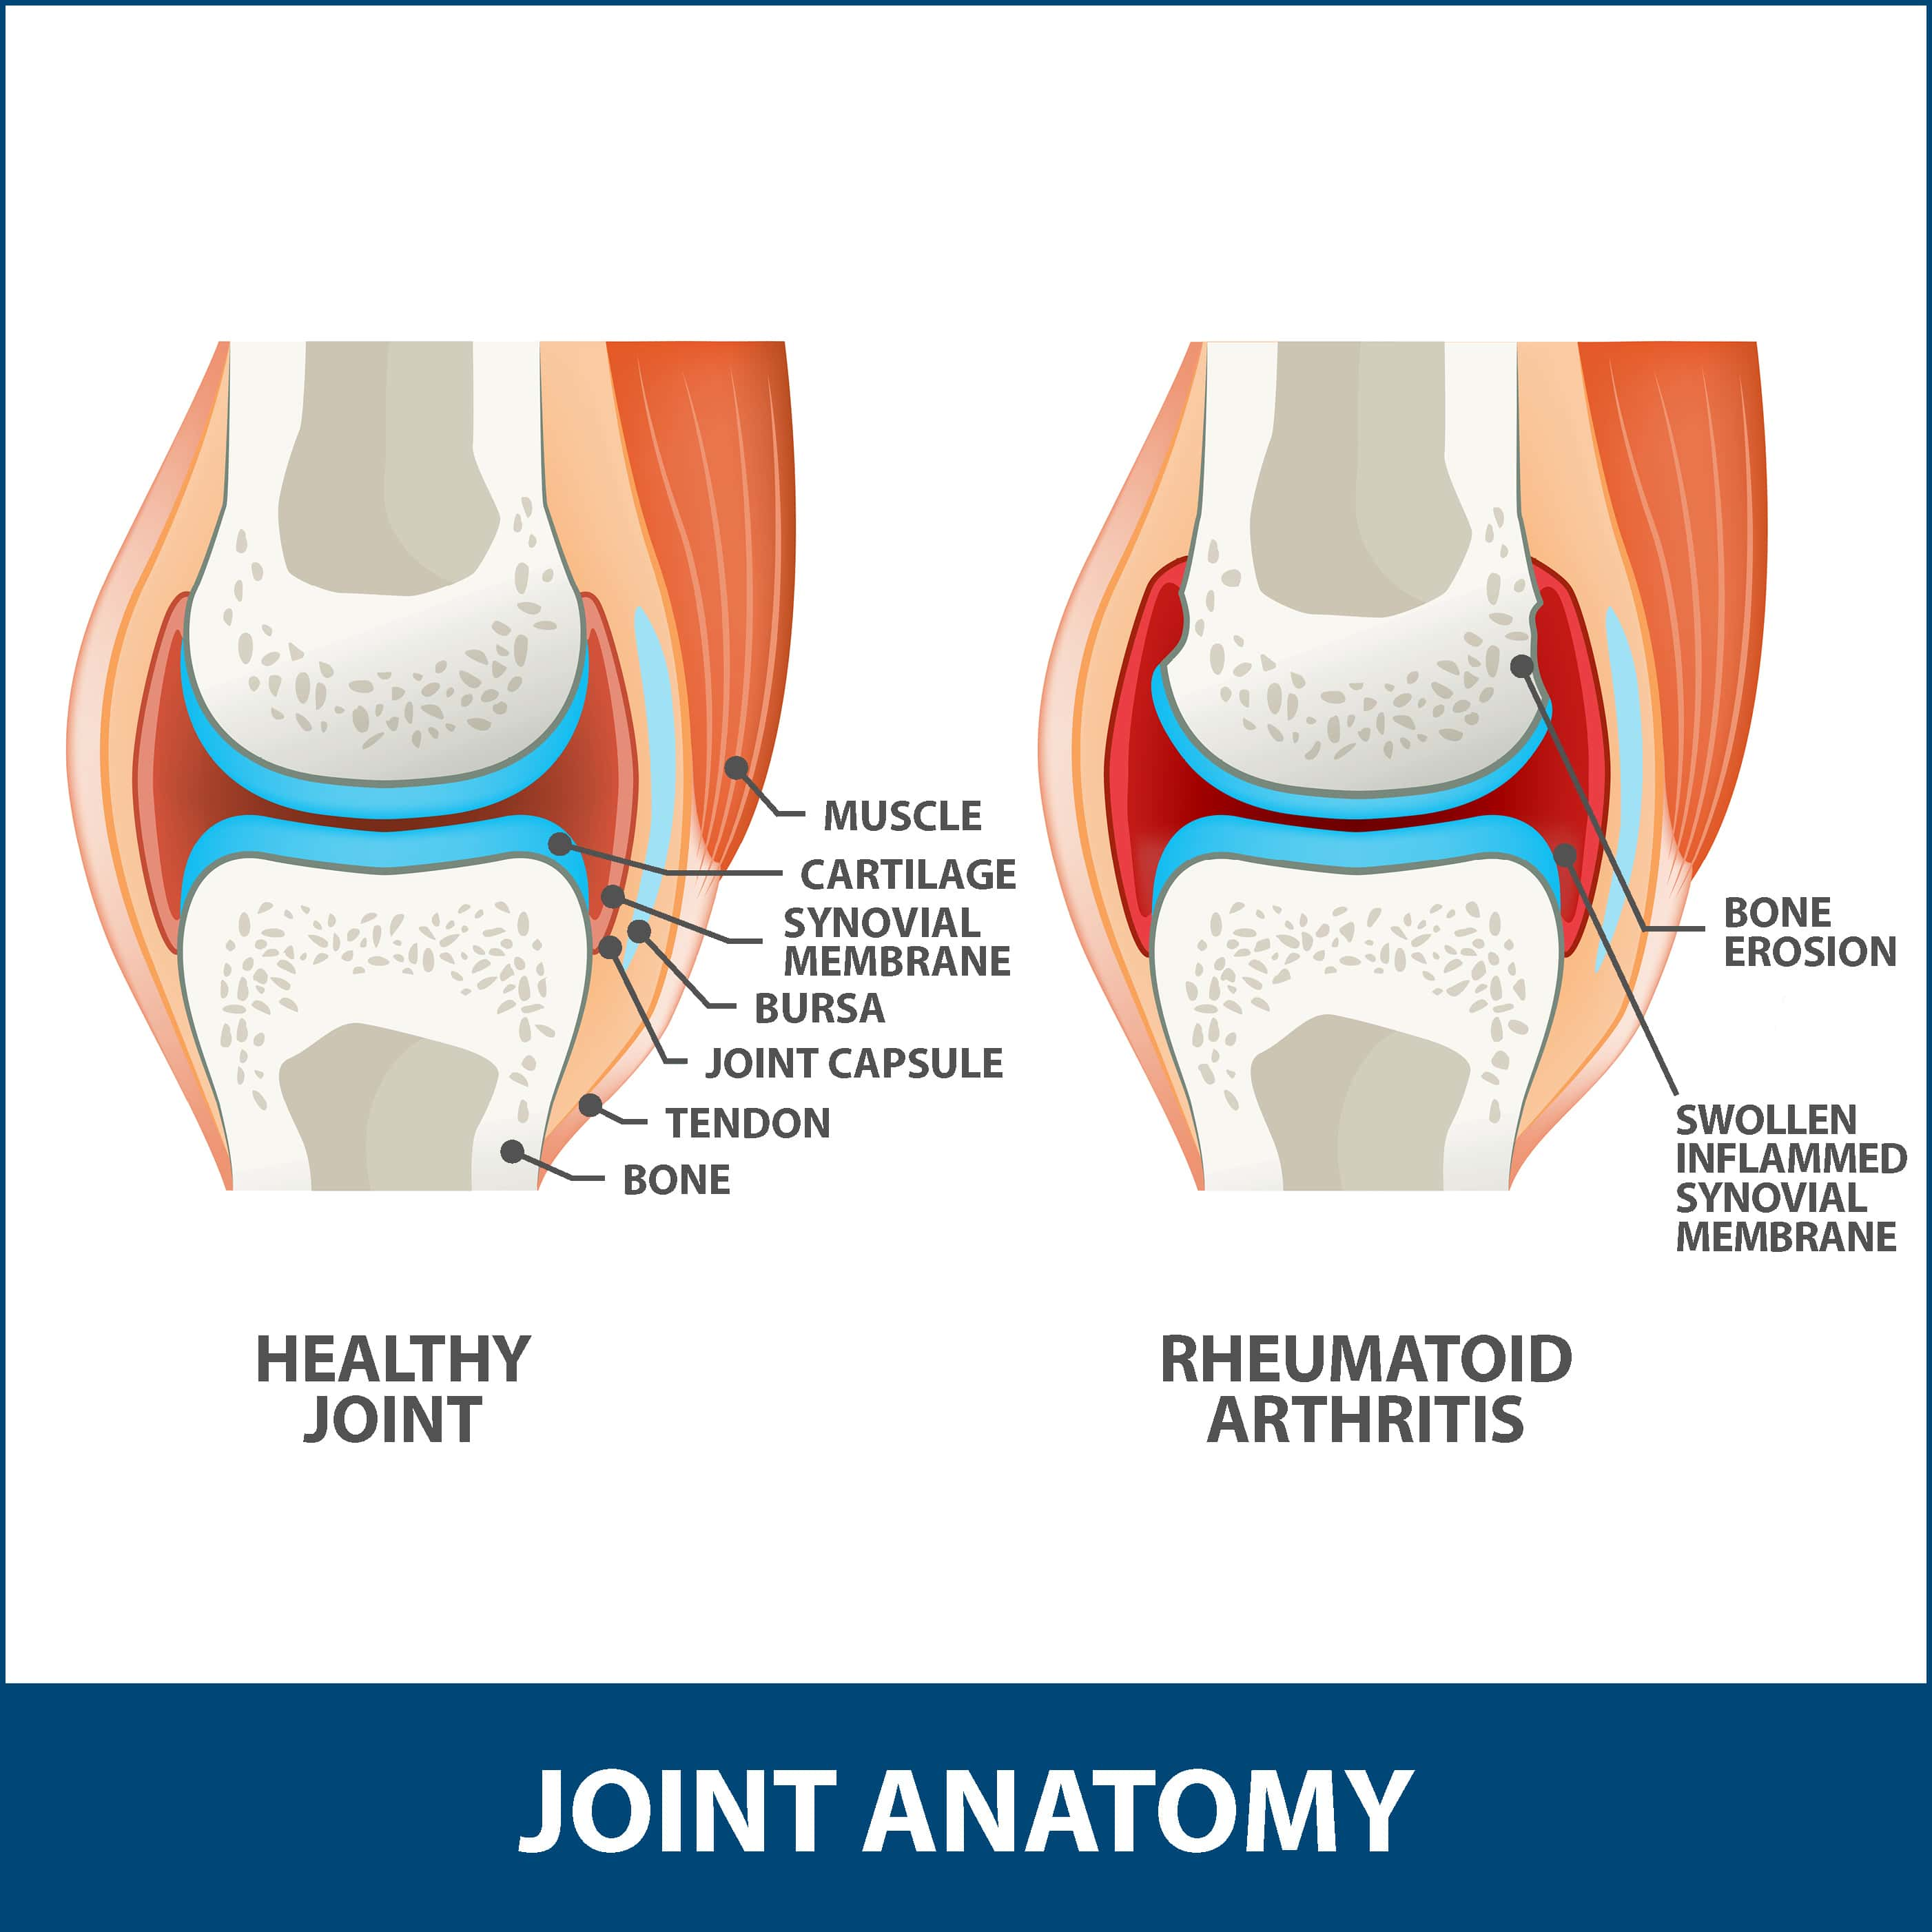 MUSCLE
CARTILAGE
SYNOVIAL
MEMBRANE
BURSA
JOINT CAPSULE
TENDON
BONE
BONE
EROSION
SWOLLEN
INFLAMMED
SYNOVIAL
MEMBRANE
HEALTHY
JOINT
RHEUMATOID
ARTHRITIS
JOINT ANATOMY